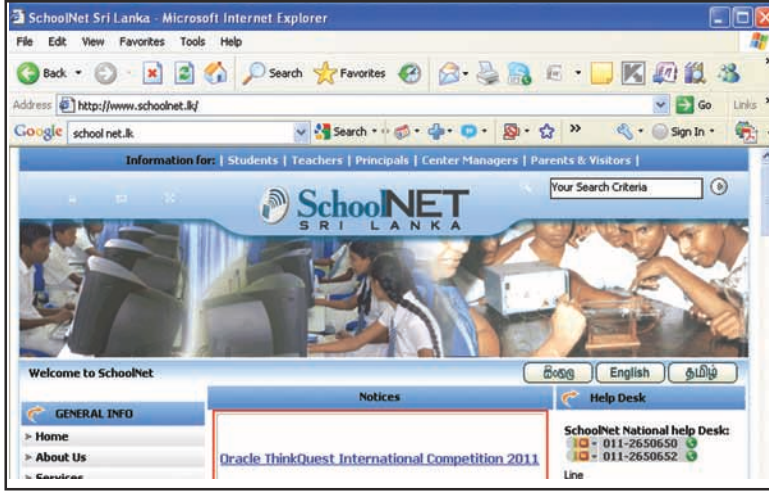 SchoolNet Sri Lanka - Microsoft Internet Explorer
File Edit View Favorites Tools Help
Back Search Favorites
Address http://www.schoolnet.lk/ Go Links
Google school net.lk Search Sign In
Information for: | Students | Teachers | Principals | Center Managers | Parents & Visitors |
Your Search Criteria
SchoolNET
SRI LANKA
Welcome to SchoolNet
සිංහල English தமிழ்
Notices
Help Desk
GENERAL INFO
> Home
> About Us
> Services
Oracle ThinkQuest International Competition 2011
SchoolNet National help Desk:
- 011-2650650
- 011-2650652
Line